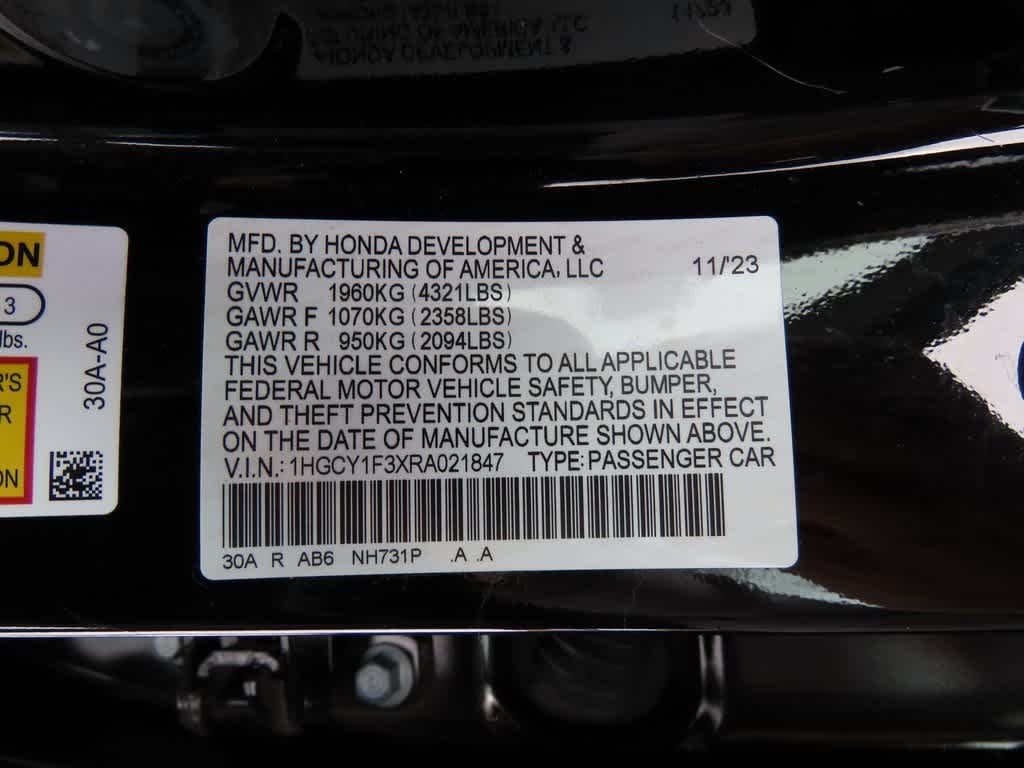 MFD. BY HONDA DEVELOPMENT &
MANUFACTURING OF AMERICA, LLC 11/'23
GVWR 1960KG (4321LBS)
GAWR F 1070KG (2358LBS)
GAWR R 950KG (2094LBS)
THIS VEHICLE CONFORMS TO ALL APPLICABLE
FEDERAL MOTOR VEHICLE SAFETY, BUMPER,
AND THEFT PREVENTION STANDARDS IN EFFECT
ON THE DATE OF MANUFACTURE SHOWN ABOVE.
V.I.N.: 1HGCY1F3XRA021847 TYPE: PASSENGER CAR
30A R AB6 NH731P .A .A
ON
3
lbs.
R'S
R
ON
30A-A0